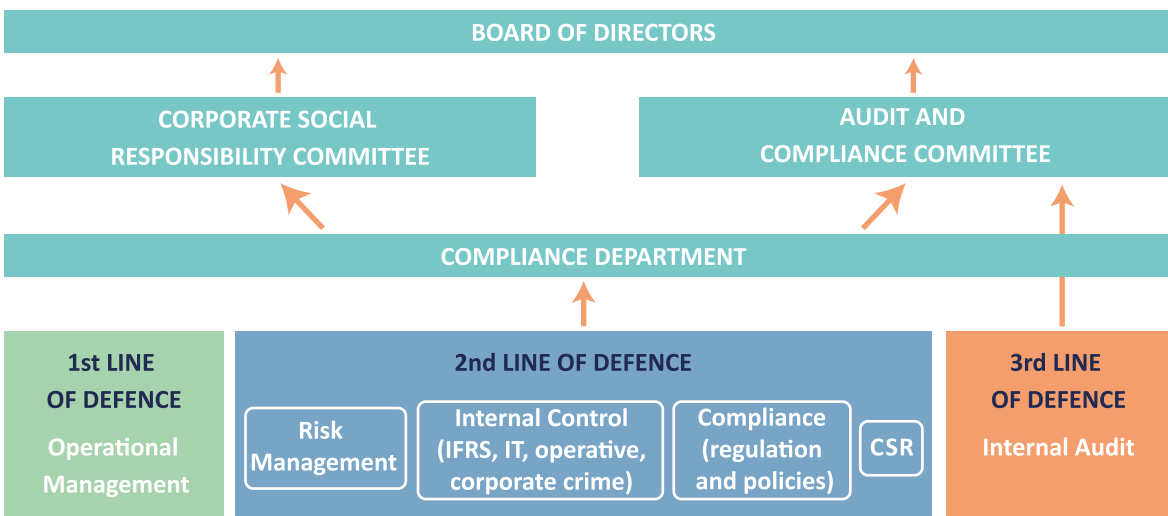 BOARD OF DIRECTORS
CORPORATE SOCIAL
RESPONSIBILITY COMMITTEE
AUDIT AND
COMPLIANCE COMMITTEE
COMPLIANCE DEPARTMENT
1st LINE
OF DEFENCE
Operational
Management
2nd LINE OF DEFENCE
Risk
Management
Internal Control
(IFRS, IT, operative,
corporate crime)
Compliance
(regulation
and policies)
CSR
3rd LINE
OF DEFENCE
Internal Audit